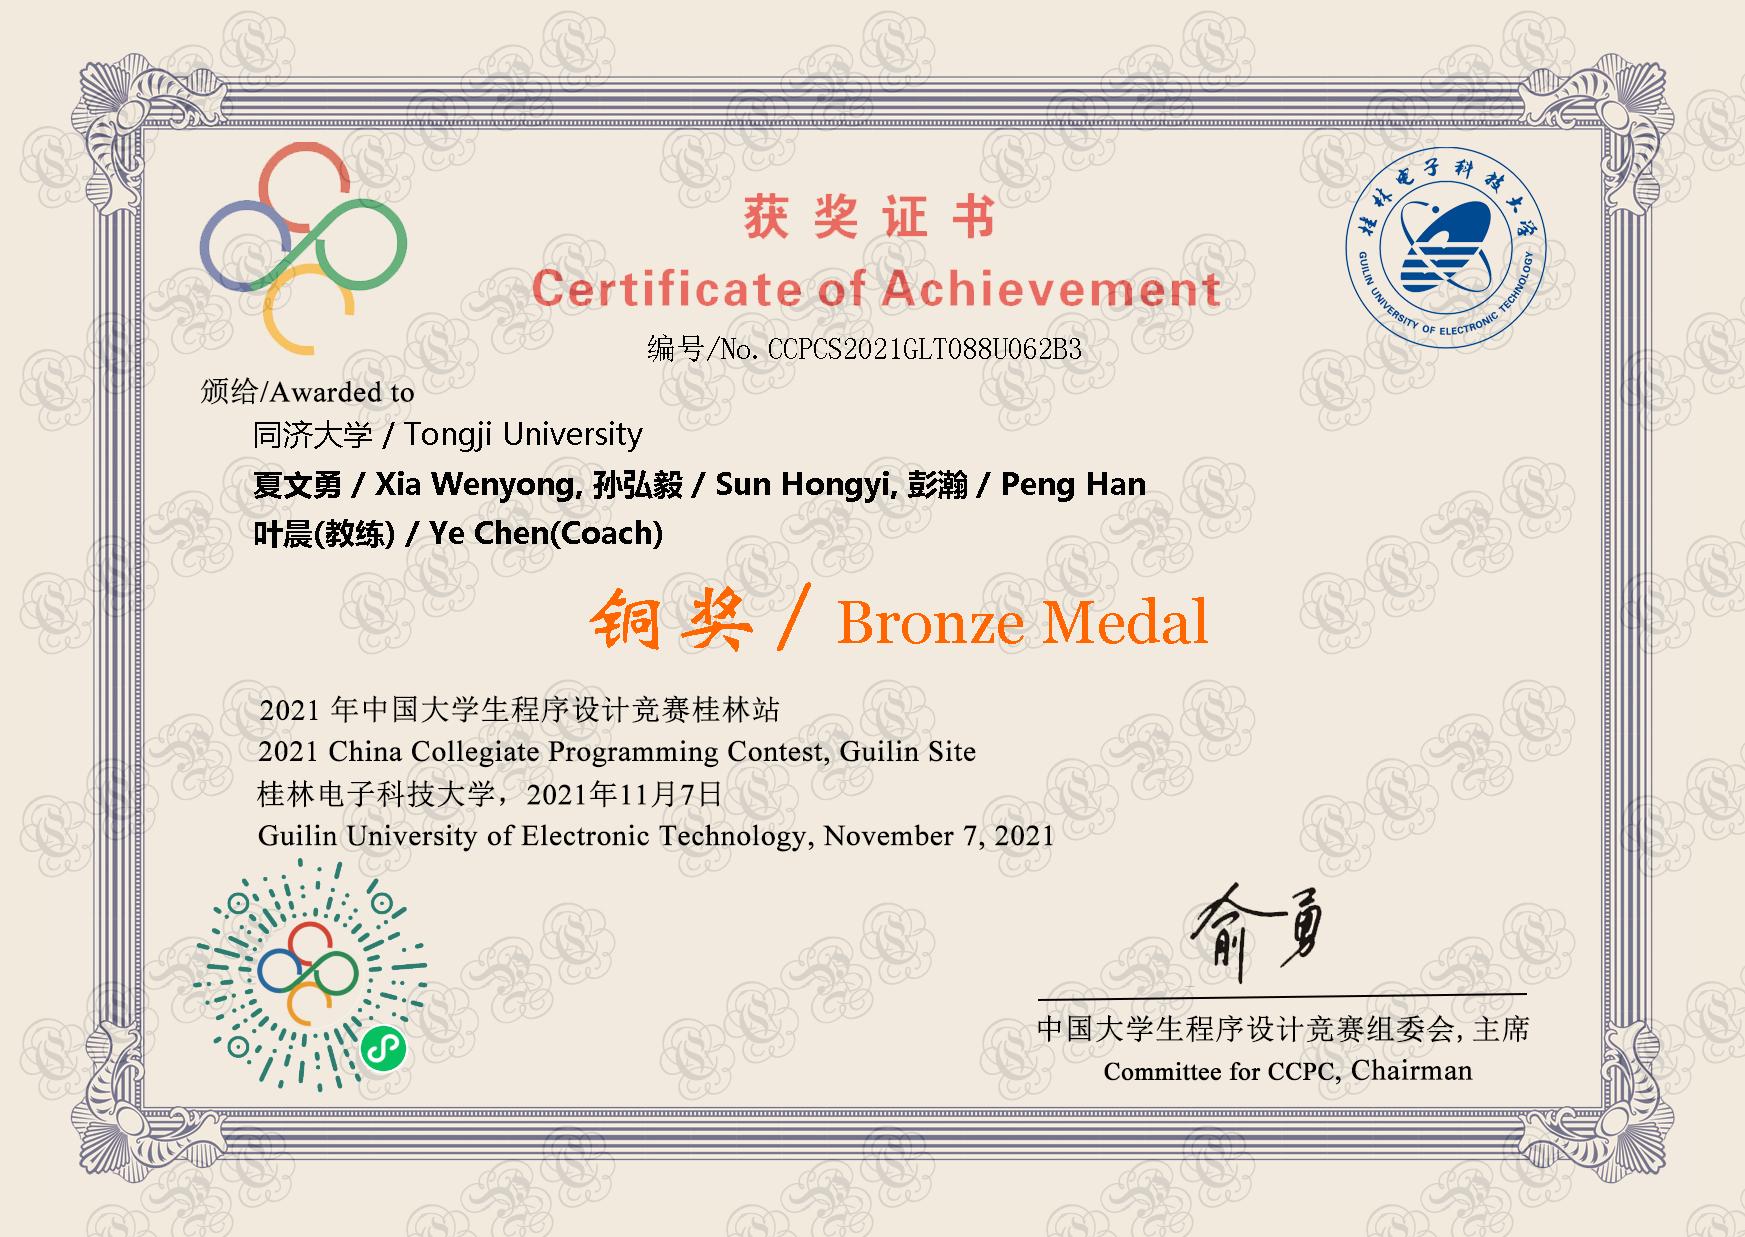 桂林电子科技大学
GUILIN UNIVERSITY OF ELECTRONIC TECHNOLOGY
获奖证书
Certificate of Achievement
编号/No. CCPCS2021GLT088U062B3
颁给/Awarded to
同济大学 / Tongji University
夏文勇 / Xia Wenyong, 孙弘毅 / Sun Hongyi, 彭瀚 / Peng Han
叶晨(教练) / Ye Chen(Coach)
铜奖 / Bronze Medal
2021 年中国大学生程序设计竞赛桂林站
2021 China Collegiate Programming Contest, Guilin Site
桂林电子科技大学，2021年11月7日
Guilin University of Electronic Technology, November 7, 2021
俞勇
中国大学生程序设计竞赛组委会, 主席
Committee for CCPC, Chairman